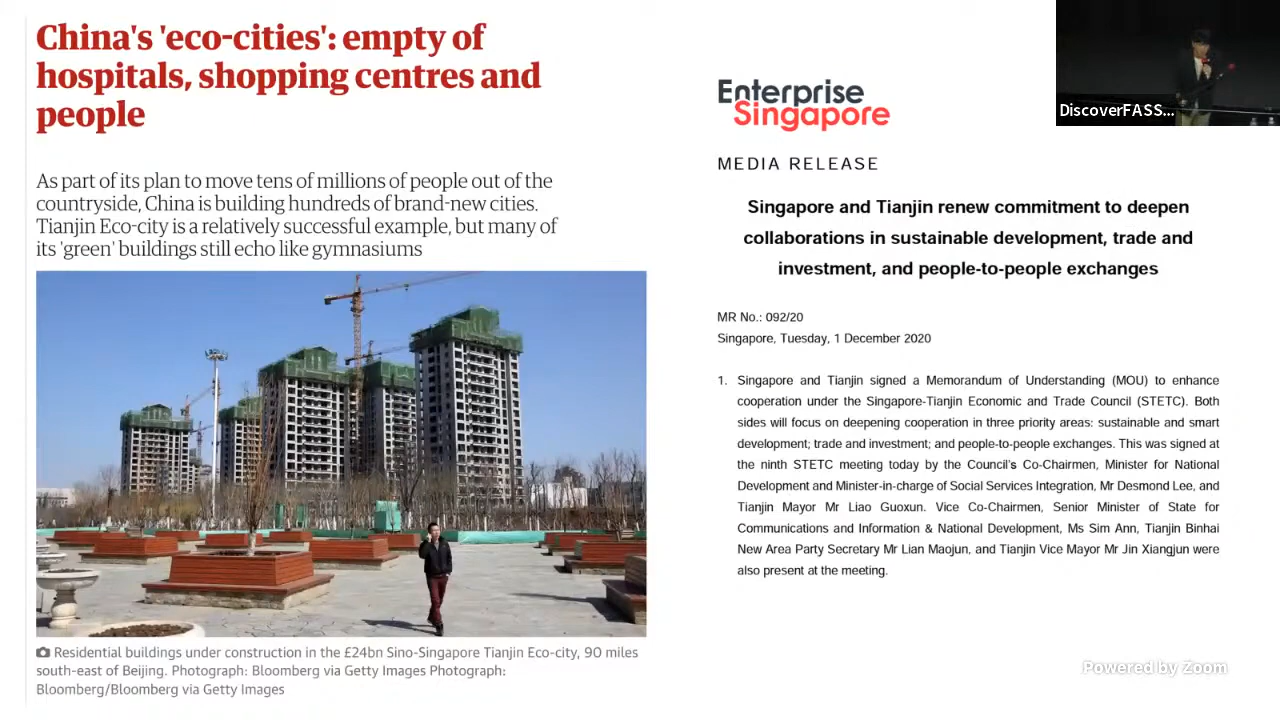 China's 'eco-cities': empty of
hospitals, shopping centres and
people
As part of its plan to move tens of millions of people out of the
countryside, China is building hundreds of brand-new cities.
Tianjin Eco-city is a relatively successful example, but many of
its 'green' buildings still echo like gymnasiums
Residential buildings under construction in the £24bn Sino-Singapore Tianjin Eco-city, 90 miles
south-east of Beijing. Photograph: Bloomberg via Getty Images Photograph:
Bloomberg/Bloomberg via Getty Images
Enterprise
Singapore
MEDIA RELEASE
Singapore and Tianjin renew commitment to deepen
collaborations in sustainable development, trade and
investment, and people-to-people exchanges
MR No.: 092/20
Singapore, Tuesday, 1 December 2020
1. Singapore and Tianjin signed a Memorandum of Understanding (MOU) to enhance
cooperation under the Singapore-Tianjin Economic and Trade Council (STETC). Both
sides will focus on deepening cooperation in three priority areas: sustainable and smart
development; trade and investment; and people-to-people exchanges. This was signed at
the ninth STETC meeting today by the Council's Co-Chairmen, Minister for National
Development and Minister-in-charge of Social Services Integration, Mr Desmond Lee, and
Tianjin Mayor Mr Liao Guoxun. Vice Co-Chairmen, Senior Minister of State for
Communications and Information & National Development, Ms Sim Ann, Tianjin Binhai
New Area Party Secretary Mr Lian Maojun, and Tianjin Vice Mayor Mr Jin Xiangjun were
also present at the meeting.
DiscoverFASS...
Powered by Zoom